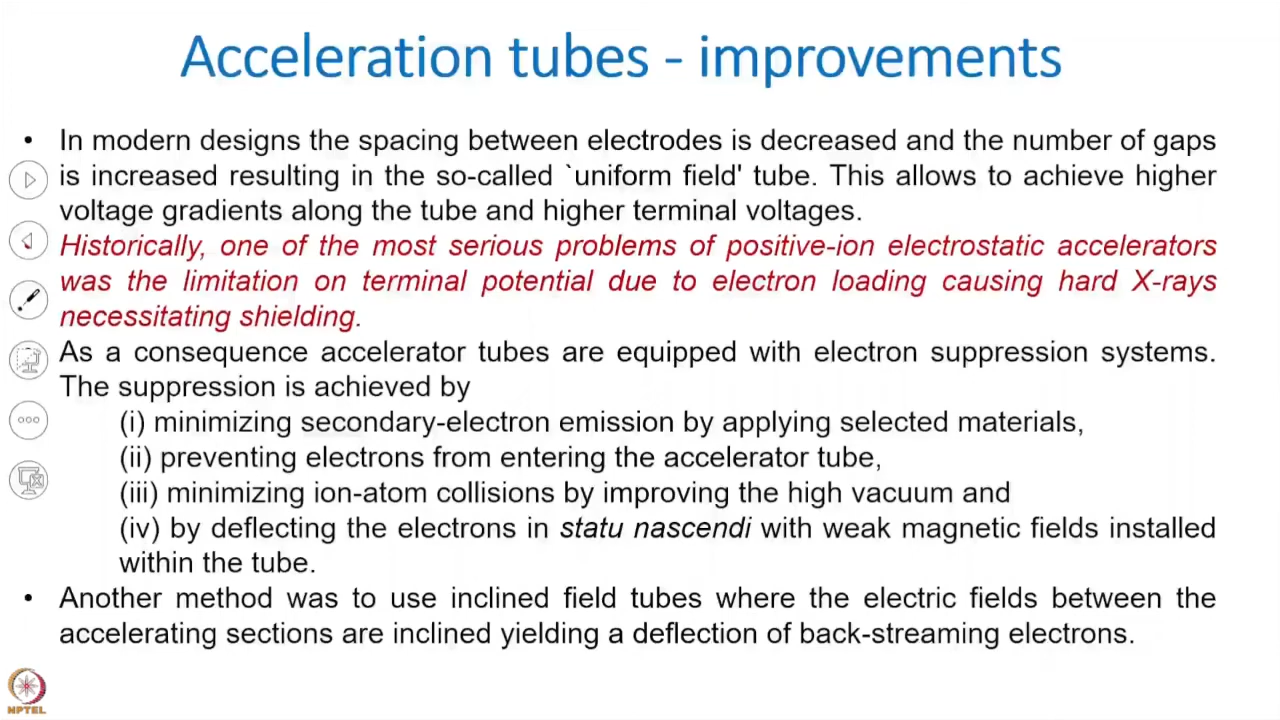 Acceleration tubes - improvements
• In modern designs the spacing between electrodes is decreased and the number of gaps
is increased resulting in the so-called `uniform field' tube. This allows to achieve higher
voltage gradients along the tube and higher terminal voltages.
Historically, one of the most serious problems of positive-ion electrostatic accelerators
was the limitation on terminal potential due to electron loading causing hard X-rays
necessitating shielding.
As a consequence accelerator tubes are equipped with electron suppression systems.
The suppression is achieved by
(i) minimizing secondary-electron emission by applying selected materials,
(ii) preventing electrons from entering the accelerator tube,
(iii) minimizing ion-atom collisions by improving the high vacuum and
(iv) by deflecting the electrons in statu nascendi with weak magnetic fields installed
within the tube.
• Another method was to use inclined field tubes where the electric fields between the
accelerating sections are inclined yielding a deflection of back-streaming electrons.
NPTEL